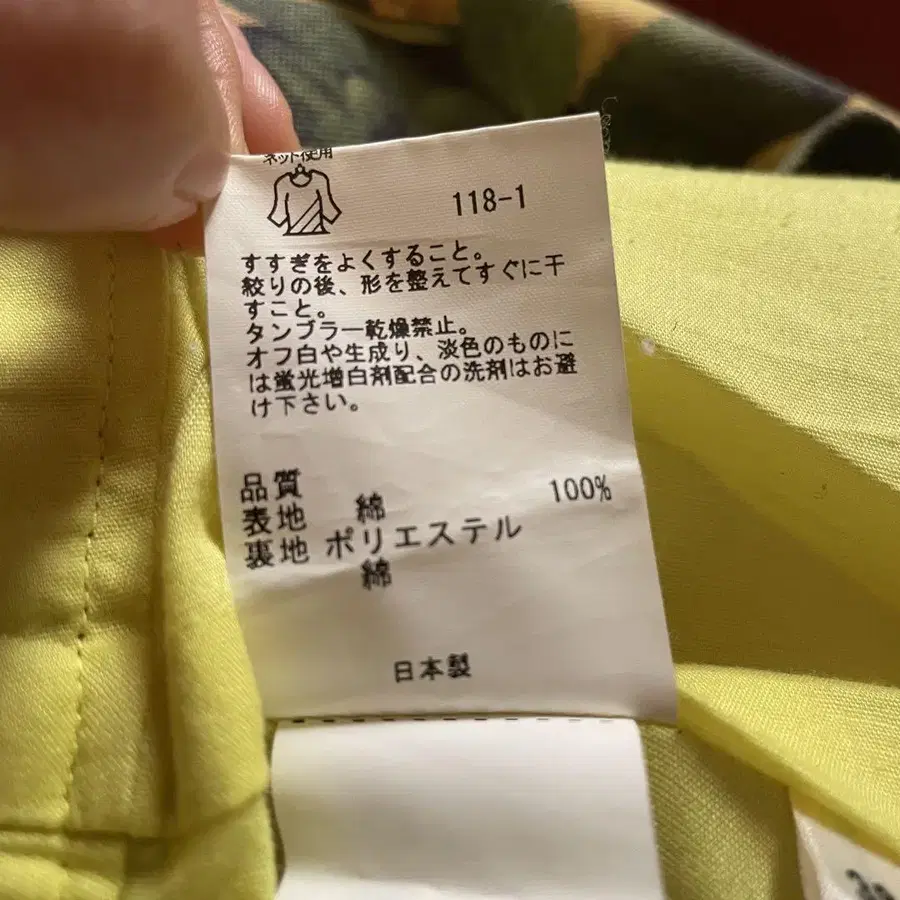 ネット使用
118-1
すすぎをよくすること。
絞りの後、形を整えてすぐに干
すこと。
タンブラー乾燥禁止。
オフ白や生成り、淡色のものに
は蛍光増白剤配合の洗剤はお避
け下さい。
品質
表地 綿 100%
裏地 ポリエステル
綿
日本製